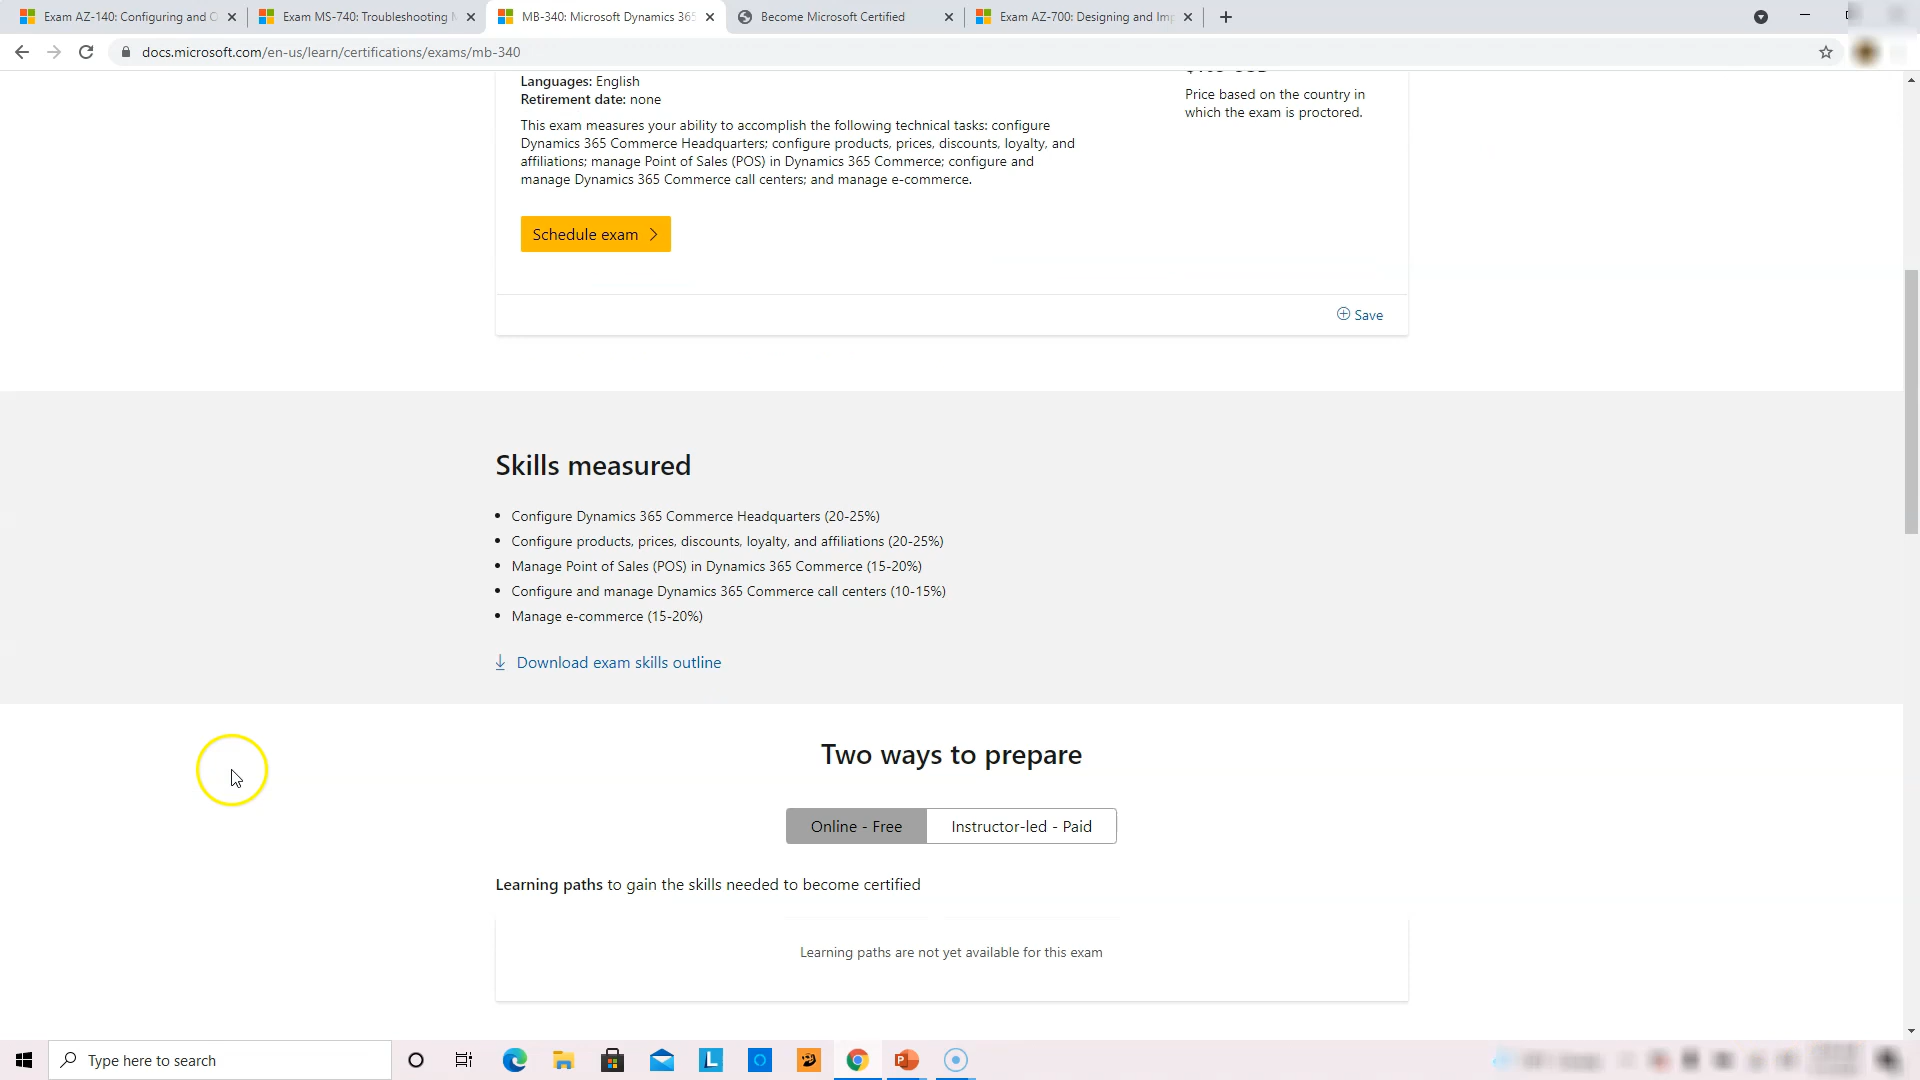 Exam AZ-140: Configuring and O
Exam MS-740: Troubleshooting M
MB-340: Microsoft Dynamics 365
Become Microsoft Certified
Exam AZ-700: Designing and Imp
docs.microsoft.com/en-us/learn/certifications/exams/mb-340
Languages: English
Retirement date: none
This exam measures your ability to accomplish the following technical tasks: configure
Dynamics 365 Commerce Headquarters; configure products, prices, discounts, loyalty, and
affiliations; manage Point of Sales (POS) in Dynamics 365 Commerce; configure and
manage Dynamics 365 Commerce call centers; and manage e-commerce.
Price based on the country in
which the exam is proctored.
Schedule exam
Save
Skills measured
• Configure Dynamics 365 Commerce Headquarters (20-25%)
• Configure products, prices, discounts, loyalty, and affiliations (20-25%)
• Manage Point of Sales (POS) in Dynamics 365 Commerce (15-20%)
• Configure and manage Dynamics 365 Commerce call centers (10-15%)
• Manage e-commerce (15-20%)
Download exam skills outline
Two ways to prepare
Online - Free
Instructor-led - Paid
Learning paths to gain the skills needed to become certified
Learning paths are not yet available for this exam
Type here to search